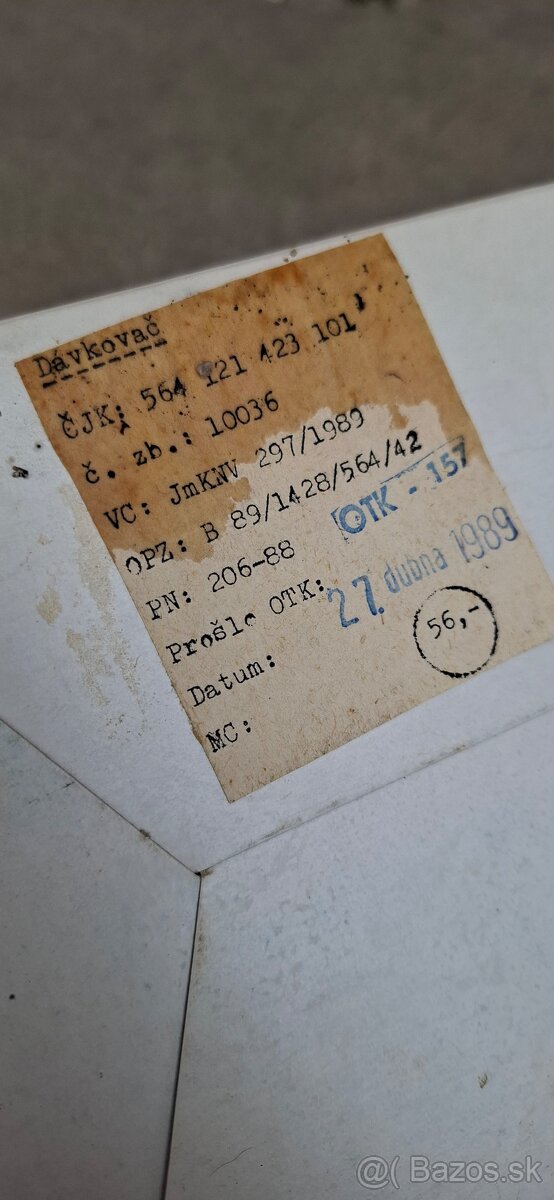 Dávkovač
ČJK: 564 121 423 101
č. zb.: 10036
VC: JmKNV 297/1989
OPZ: B 89/1428/564/42
PN: 206-88
OTK - 157
Prošlo OTK:
27. dubna 1989
Datum:
56,-
MC:
@( Bazos.sk